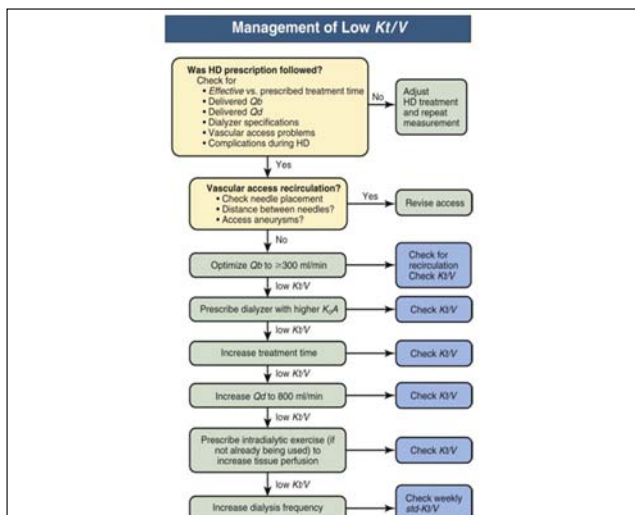 Management of Low Kt/V
Was HD prescription followed?
Check for
• Effective vs. prescribed treatment time
• Delivered Qb
• Delivered Qd
• Dialyzer specifications
• Vascular access problems
• Complications during HD
No
Adjust
HD treatment
and repeat
measurement
Yes
Vascular access recirculation?
• Check needle placement
• Distance between needles?
• Access aneurysms?
Yes
Revise access
No
Optimize Qb to >300 ml/min
Check for
recirculation
Check Kt/V
low Kt/V
Prescribe dialyzer with higher K₀A
Check Kt/V
low Kt/V
Increase treatment time
Check Kt/V
low Kt/V
Increase Qd to 800 ml/min
Check Kt/V
low Kt/V
Prescribe intradialytic exercise (if
not already being used) to
increase tissue perfusion
Check Kt/V
low Kt/V
Increase dialysis frequency
Check weekly
std-Kt/V